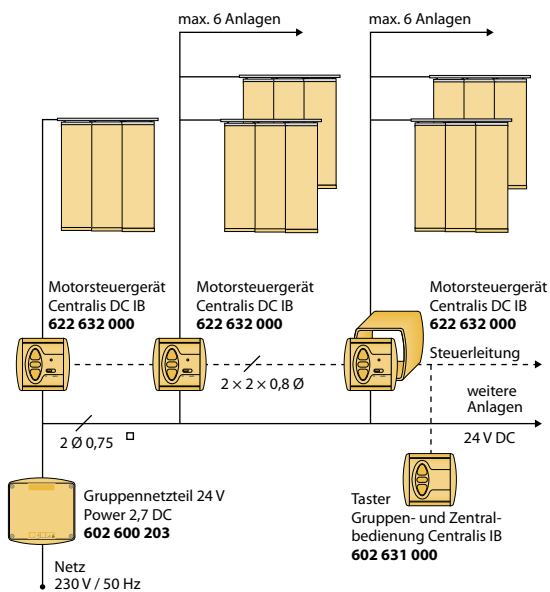 max. 6 Anlagen
max. 6 Anlagen
Motorsteuergerät
Centralis DC IB
622 632 000
Motorsteuergerät
Centralis DC IB
622 632 000
Motorsteuergerät
Centralis DC IB
622 632 000
Steuerleitung
2 × 2 × 0,8 Ø
weitere
Anlagen
24 V DC
2 Ø 0,75
Gruppennetzteil 24 V
Power 2,7 DC
602 600 203
Taster
Gruppen- und Zentral-
bedienung Centralis IB
602 631 000
Netz
230 V / 50 Hz